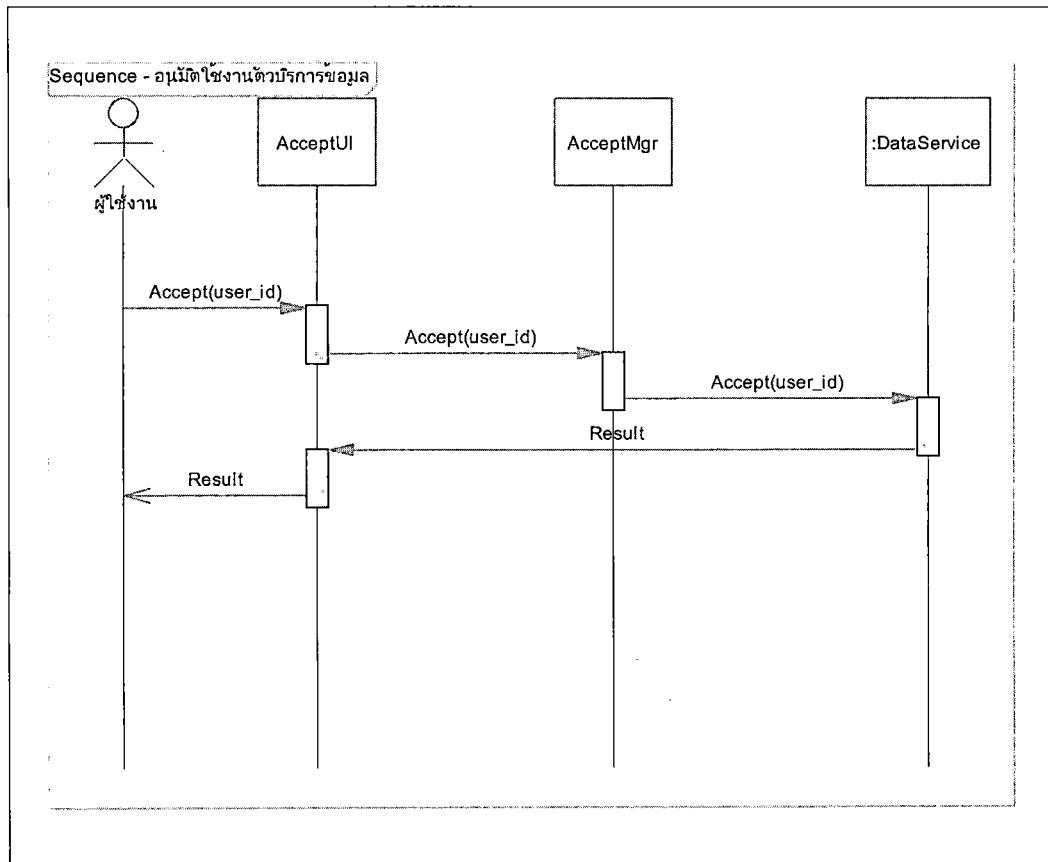 Sequence - อนุมัติใช้งานตัวบริการข้อมูล
AcceptUI
AcceptMgr
:DataService
ผู้ใช้งาน
Accept(user_id)
Accept(user_id)
Accept(user_id)
Result
Result